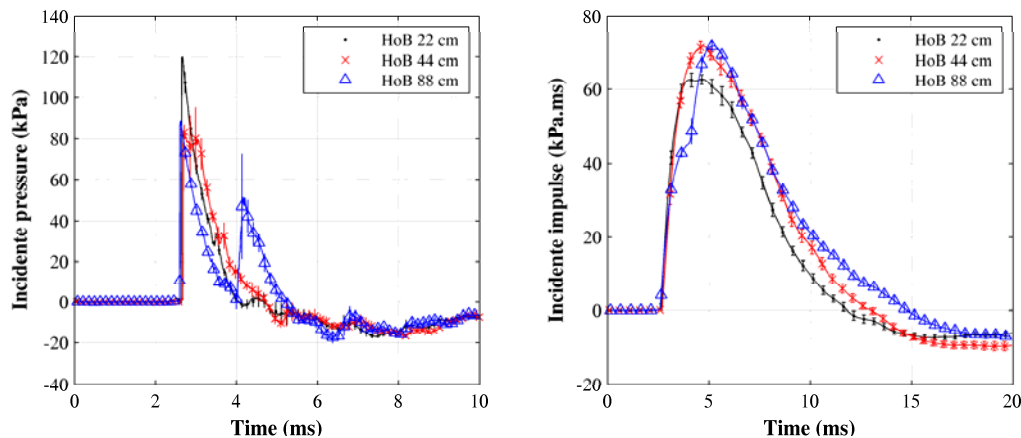 140
120
100
80
60
40
20
0
-20
-40
0
2
4
6
8
10
Time (ms)
Incidente pressure (kPa)
HoB 22 cm
HoB 44 cm
HoB 88 cm
80
60
40
20
0
-20
0
5
10
15
20
Time (ms)
Incidente impulse (kPa.ms)
HoB 22 cm
HoB 44 cm
HoB 88 cm